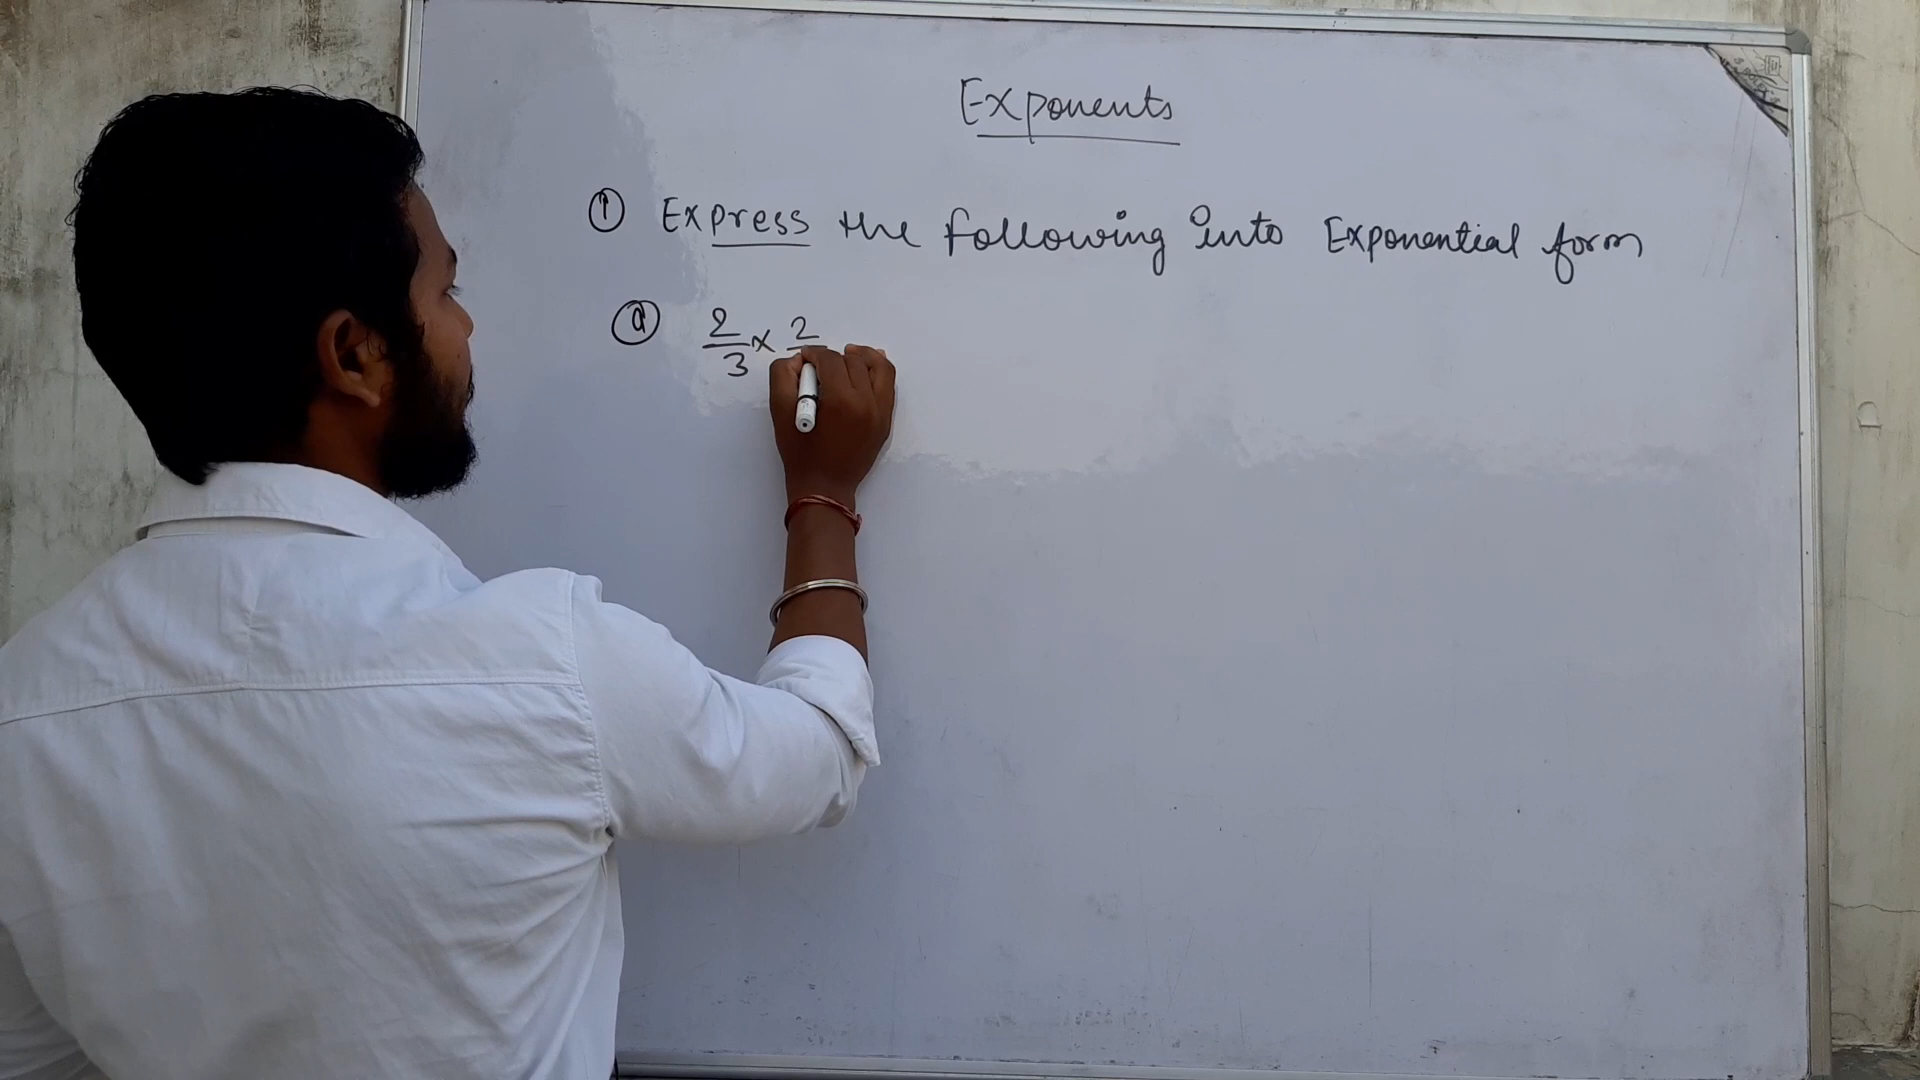 Exponents
① Express the following into Exponential form
ⓐ 2/3 × 2